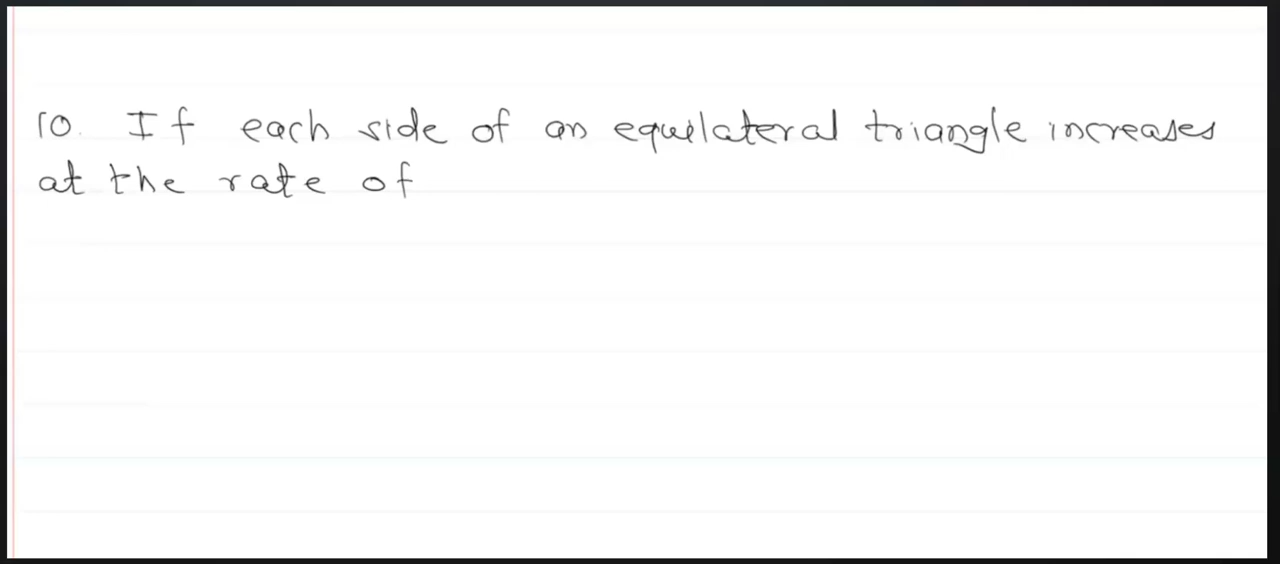 10. If each side of an equilateral triangle increases
at the rate of